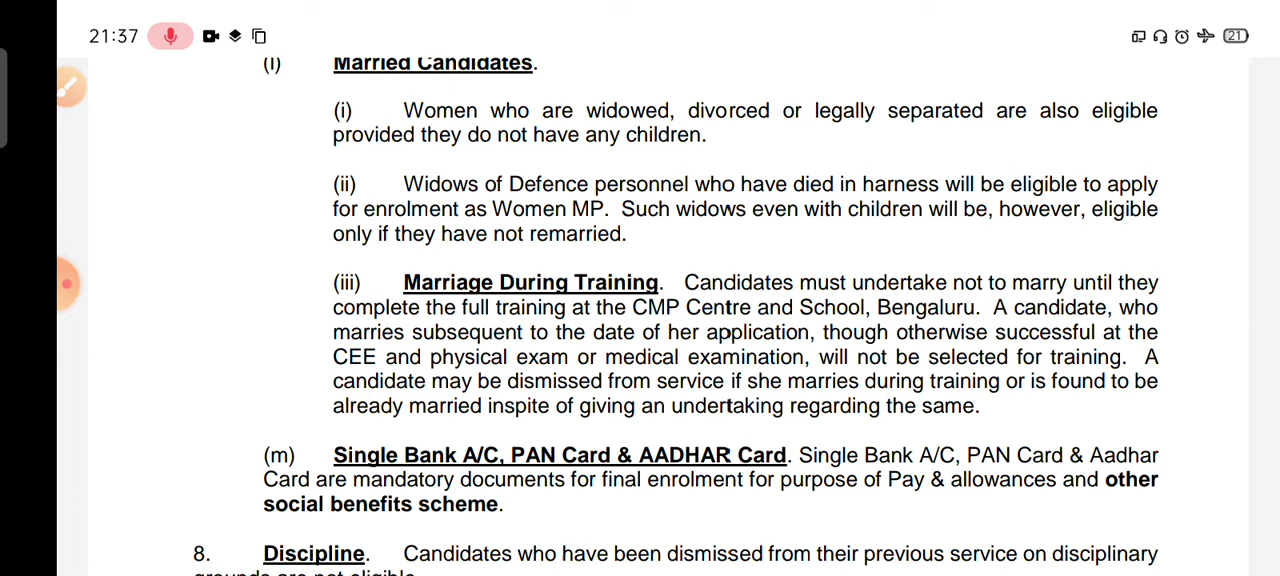 21:37
21
(l) Married Candidates.
(i) Women who are widowed, divorced or legally separated are also eligible
provided they do not have any children.
(ii) Widows of Defence personnel who have died in harness will be eligible to apply
for enrolment as Women MP. Such widows even with children will be, however, eligible
only if they have not remarried.
(iii) Marriage During Training. Candidates must undertake not to marry until they
complete the full training at the CMP Centre and School, Bengaluru. A candidate, who
marries subsequent to the date of her application, though otherwise successful at the
CEE and physical exam or medical examination, will not be selected for training. A
candidate may be dismissed from service if she marries during training or is found to be
already married inspite of giving an undertaking regarding the same.
(m) Single Bank A/C, PAN Card & AADHAR Card. Single Bank A/C, PAN Card & Aadhar
Card are mandatory documents for final enrolment for purpose of Pay & allowances and other
social benefits scheme.
8. Discipline. Candidates who have been dismissed from their previous service on disciplinary
grounds are not eligible.